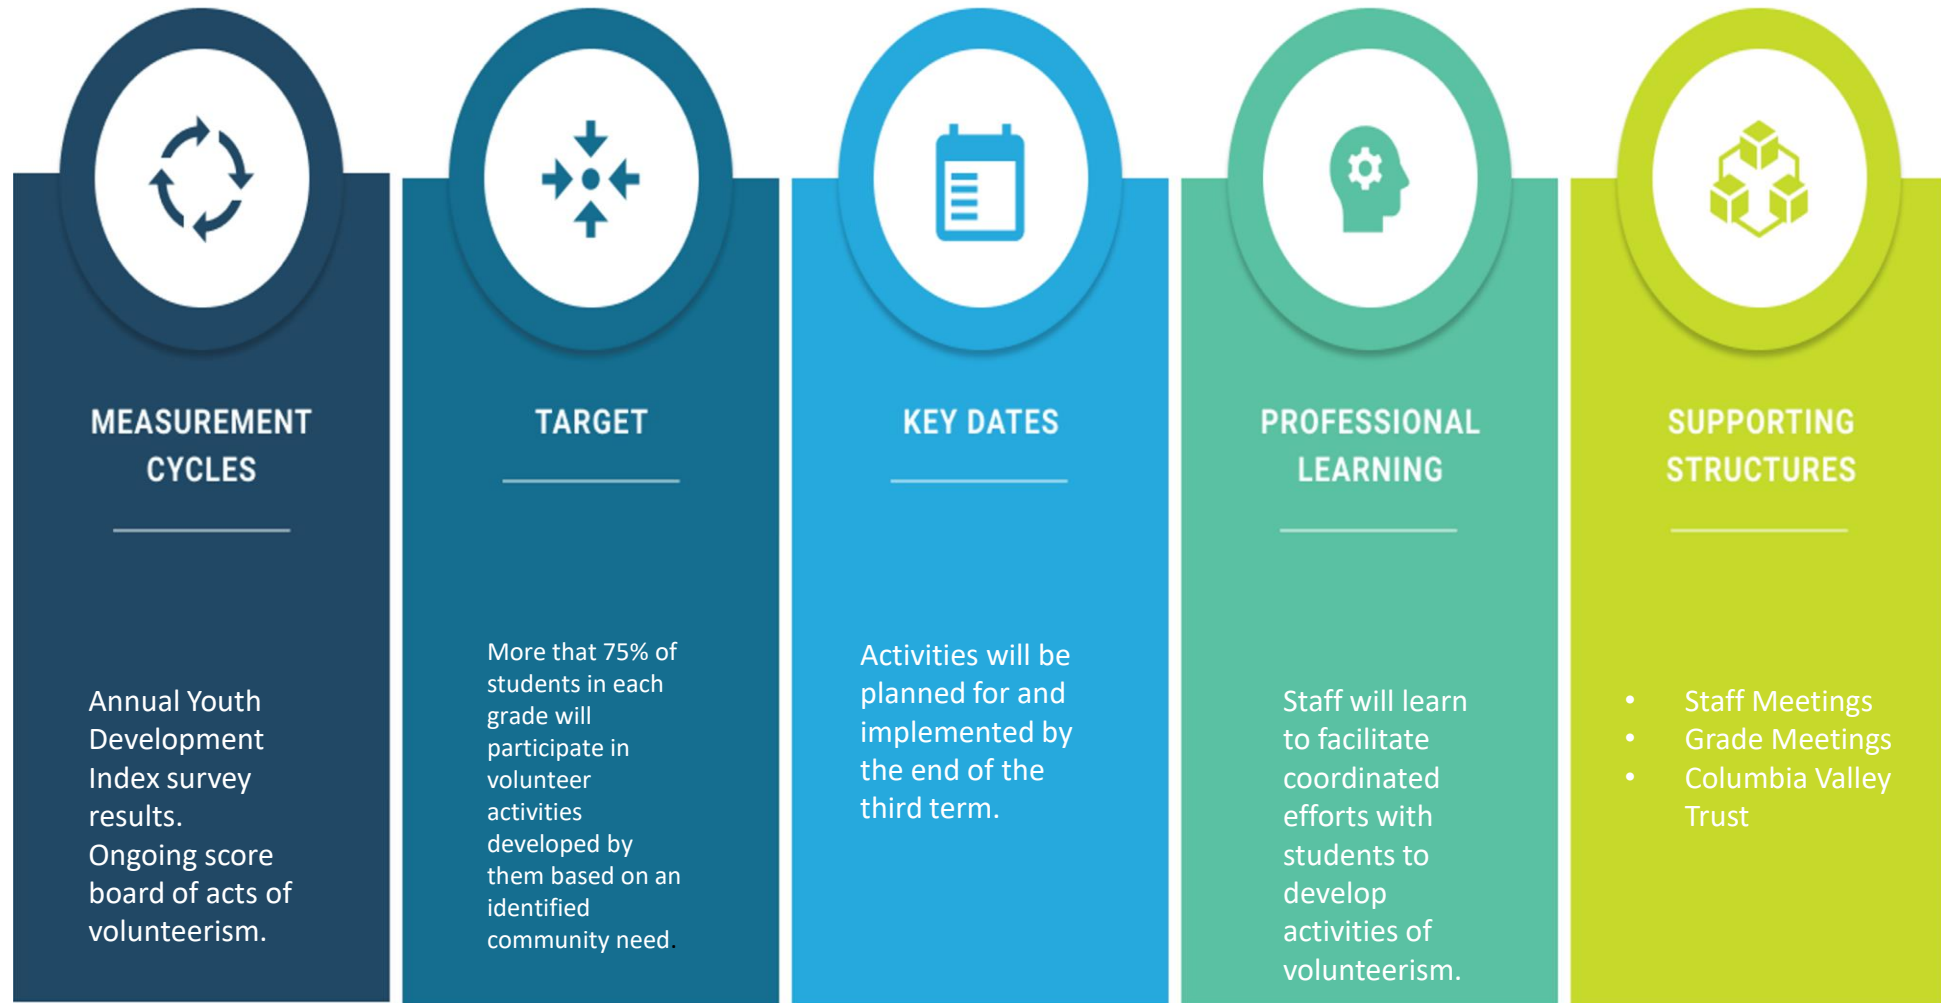 MEASUREMENT
CYCLES
Annual Youth
Development
Index survey
results.
Ongoing score
board of acts of
volunteerism.
TARGET
More that 75% of
students in each
grade will
participate in
volunteer
activities
developed by
them based on an
identified
community need.
KEY DATES
Activities will be
planned for and
implemented by
the end of the
third term.
PROFESSIONAL
LEARNING
Staff will learn
to facilitate
coordinated
efforts with
students to
develop
activities of
volunteerism.
SUPPORTING
STRUCTURES
• Staff Meetings
• Grade Meetings
• Columbia Valley
Trust